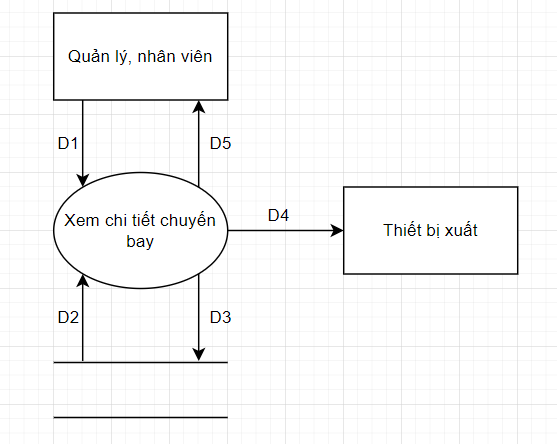 Quản lý, nhân viên
D1
D5
Xem chi tiết chuyến
bay
D4
Thiết bị xuất
D2
D3